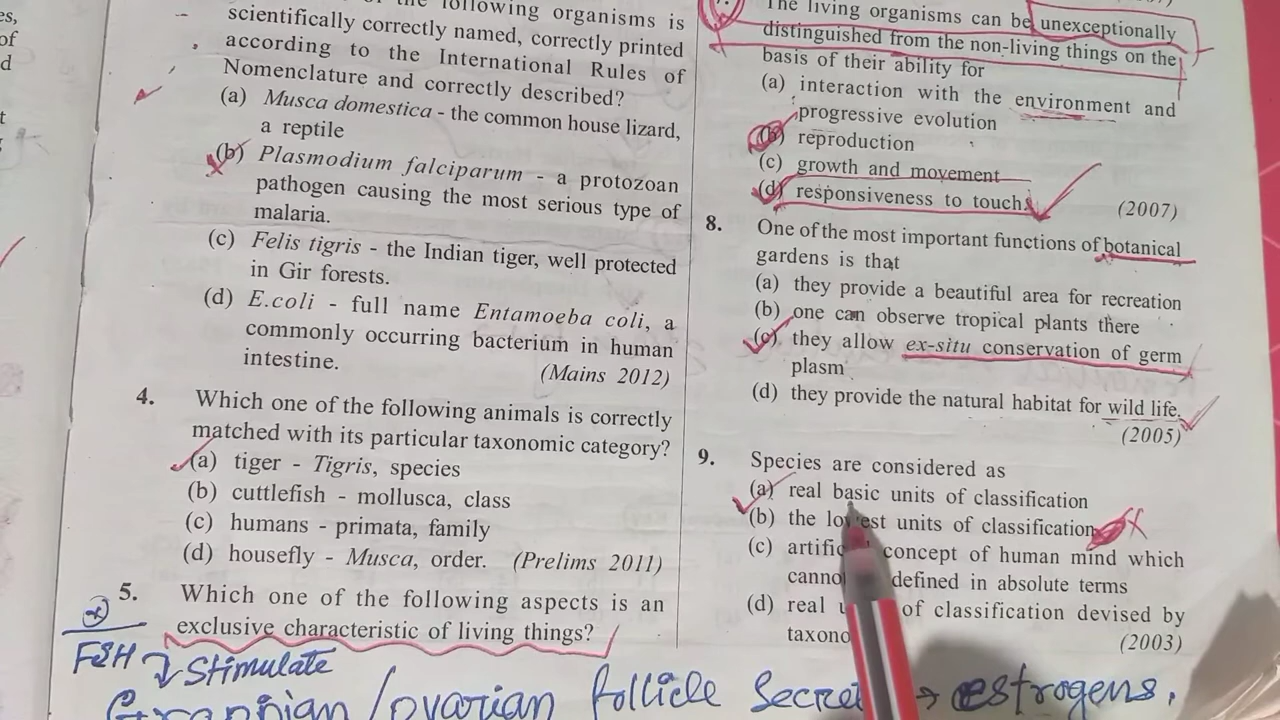 es,
of
d
t
the following organisms is
scientifically correctly named, correctly printed
according to the International Rules of
Nomenclature and correctly described?
(a) Musca domestica - the common house lizard,
a reptile
(b) Plasmodium falciparum - a protozoan
pathogen causing the most serious type of
malaria.
(c) Felis tigris - the Indian tiger, well protected
in Gir forests.
(d) E.coli - full name Entamoeba coli, a
commonly occurring bacterium in human
intestine. (Mains 2012)
4. Which one of the following animals is correctly
matched with its particular taxonomic category?
(a) tiger - Tigris, species
(b) cuttlefish - mollusca, class
(c) humans - primata, family
(d) housefly - Musca, order. (Prelims 2011)
5. Which one of the following aspects is an
exclusive characteristic of living things?
The living organisms can be unexceptionally
distinguished from the non-living things on the
basis of their ability for
(a) interaction with the environment and
progressive evolution
(b) reproduction
(c) growth and movement
(d) responsiveness to touch.
(2007)
8. One of the most important functions of botanical
gardens is that
(a) they provide a beautiful area for recreation
(b) one can observe tropical plants there
(c) they allow ex-situ conservation of germ
plasm
(d) they provide the natural habitat for wild life.
(2005)
9. Species are considered as
(a) real basic units of classification
(b) the lowest units of classification
(c) concept of human mind which
defined in absolute terms
(d) real of classification devised by
(2003)
FSH Stimulate
/ovarian follicle Secre → estrogens.